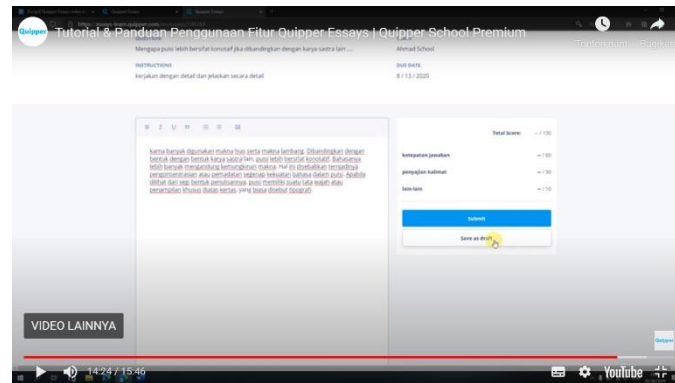 Quipper
Tutorial & Panduan Penggunaan Fitur Quipper Essays | Quipper School Premium
Mengapa puisi lebih bersifat konotatif jika dibandingkan dengan karya sastra lain ...
Ahmad School
INSTRUCTIONS
DUE DATE
kerjakan dengan detail dan jelaskan secara detail
8 / 13 / 2020
B I U
Total Score: -- / 100
karna banyak digunakan makna bias serta makna lambang. Dibandingkan dengan
bentuk dengan bentuk karya sastra lain, puisi lebih bersifat konotatif. Bahasanya
lebih banyak mengandung kemungkinan makna. Hal ini disebabkan terjadinya
pengonsentrasian atau pemadatan segenap kekuatan bahasa dalam puisi. Apabila
dilihat dari segi bentuk penulisannya, puisi memiliki suatu tata wajah atau
penampilan khusus diatas kertas, yang biasa disebut tipografi.
ketepatan jawaban
penyajian kalimat
lain-lain
Submit
Save as draft
VIDEO LAINNYA
Quipper
14:24 / 15:46
YouTube